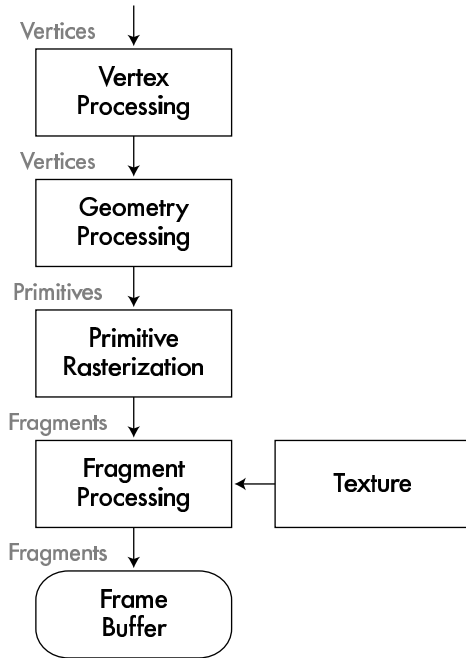 Vertices
Vertex
Processing
Vertices
Geometry
Processing
Primitives
Primitive
Rasterization
Fragments
Fragment
Processing
Texture
Fragments
Frame
Buffer